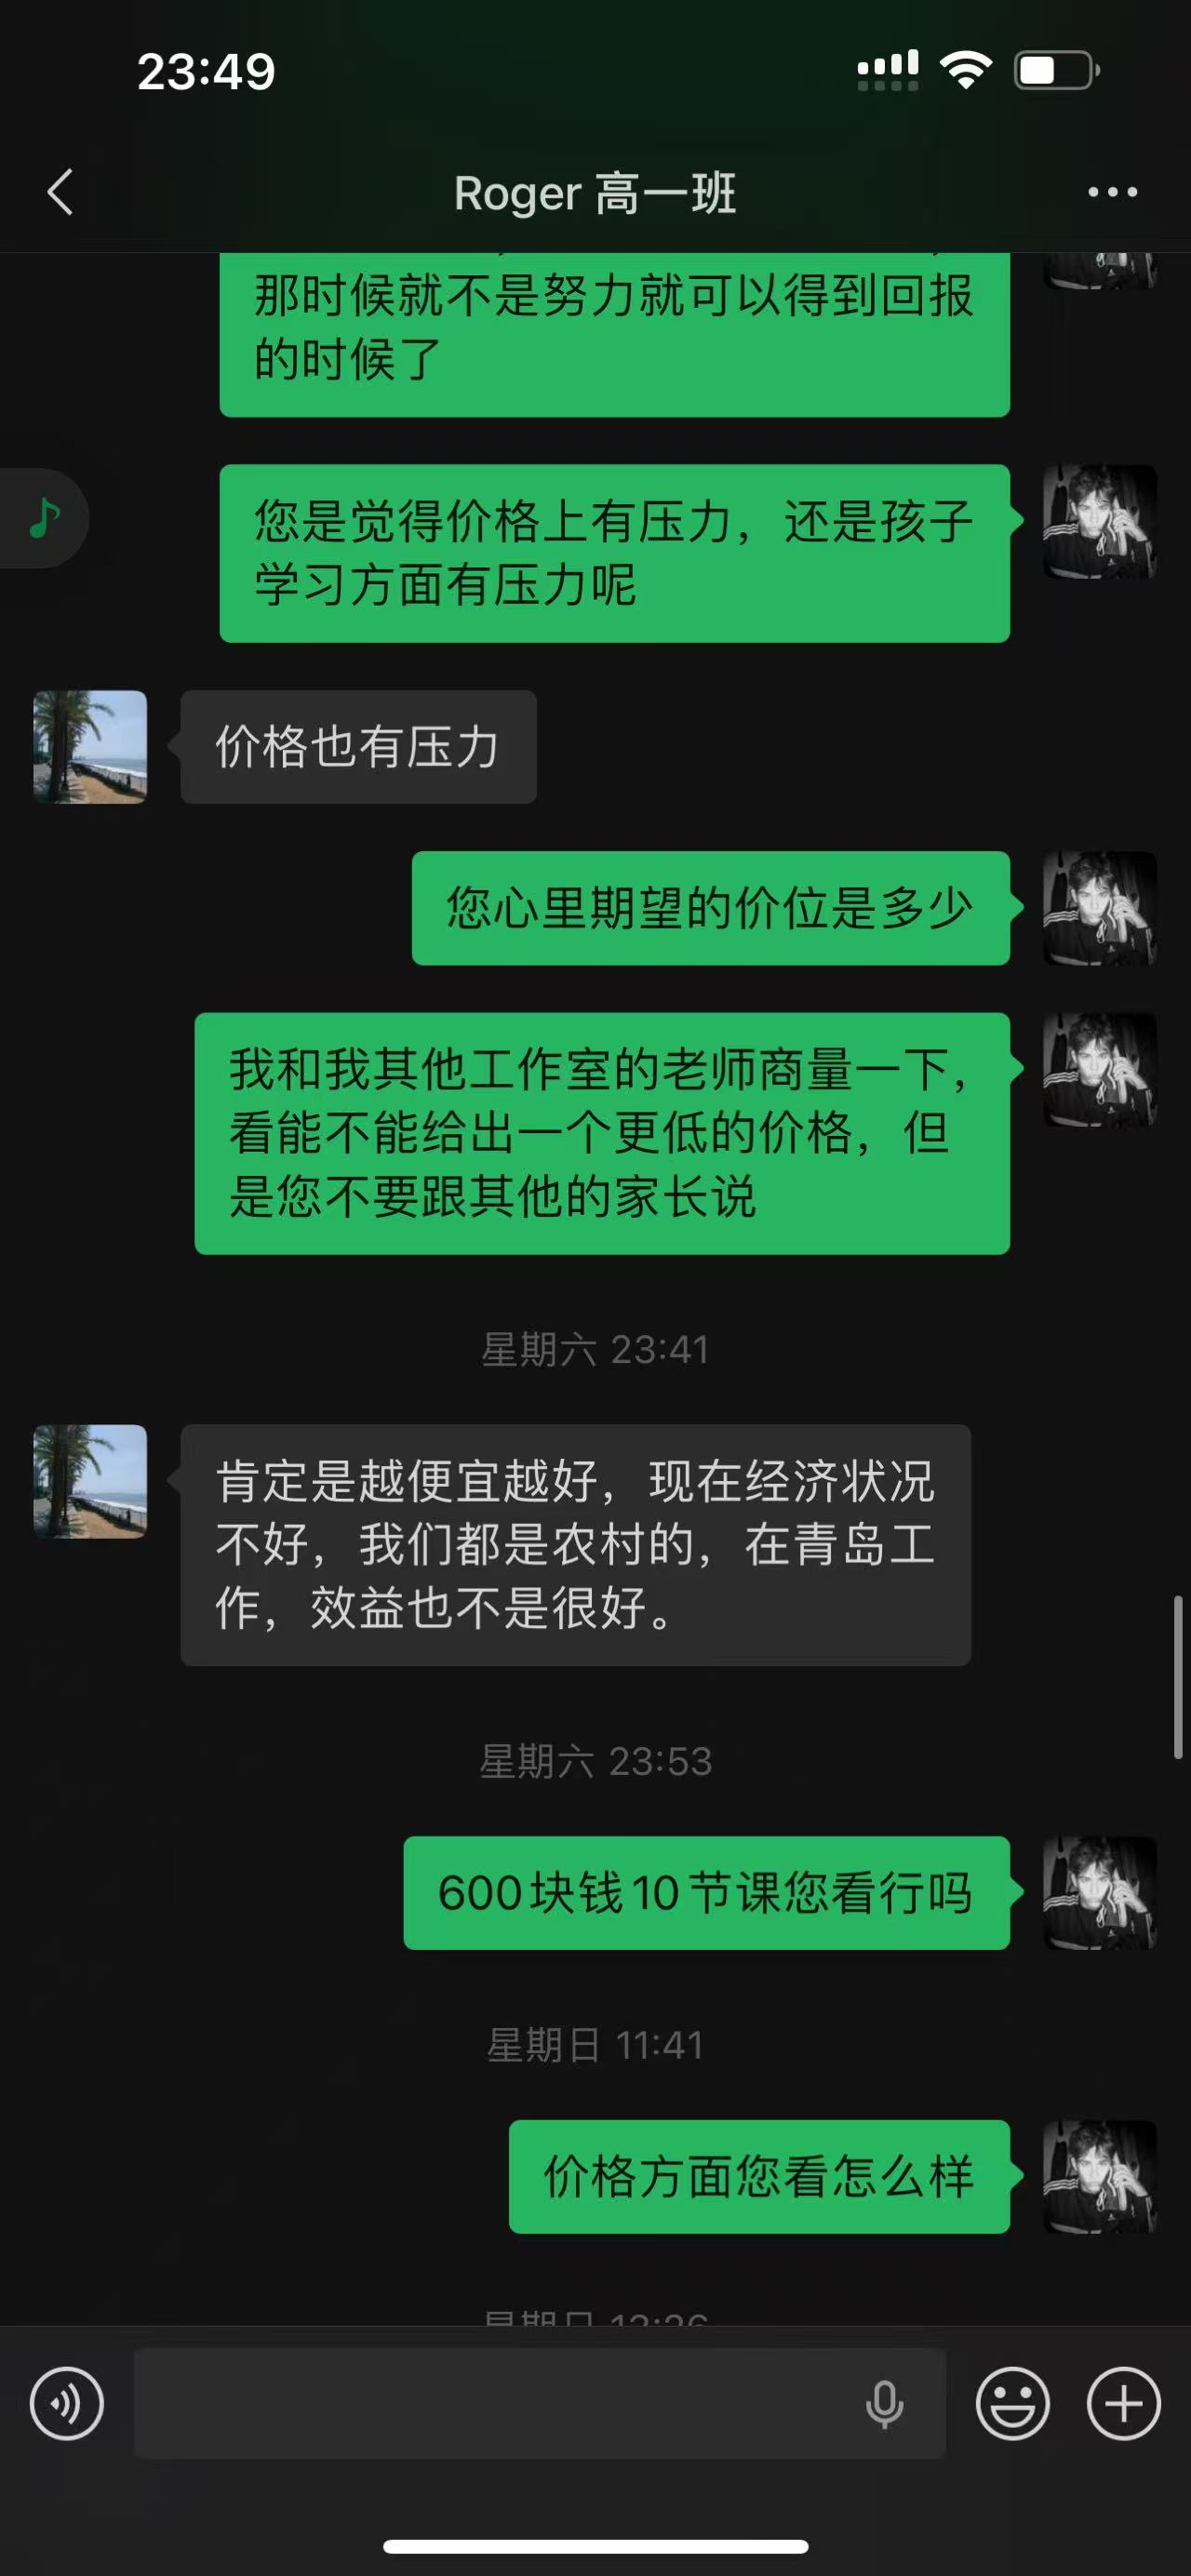 23:49
Roger 高一班
那时候就不是努力就可以得到回报
的时候了
您是觉得价格上有压力，还是孩子
学习方面有压力呢
价格也有压力
您心里期望的价位是多少
我和我其他工作室的老师商量一下，
看能不能给出一个更低的价格，但
是您不要跟其他的家长说
星期六 23:41
肯定是越便宜越好，现在经济状况
不好，我们都是农村的，在青岛工
作，效益也不是很好。
星期六 23:53
600块钱10节课您看行吗
星期日 11:41
价格方面您看怎么样